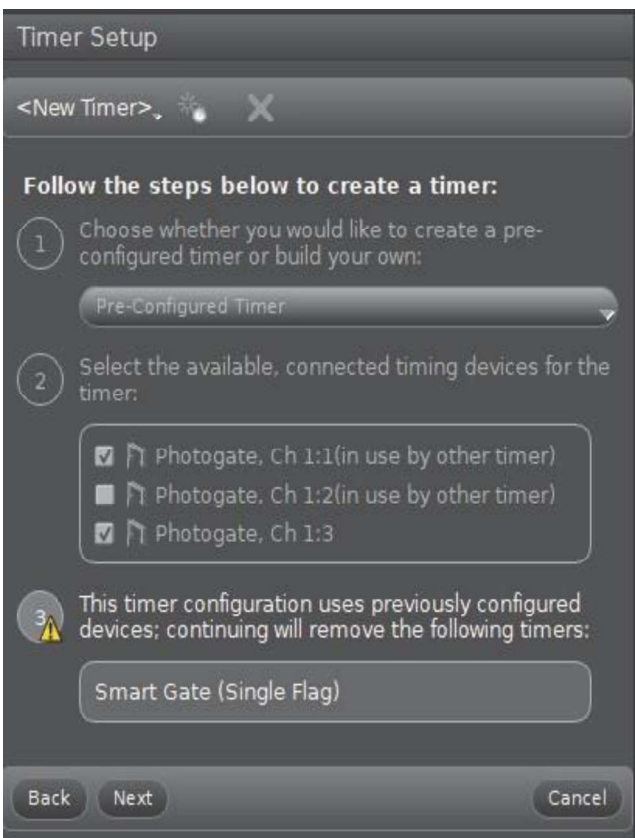 Timer Setup
<New Timer>
Follow the steps below to create a timer:
1
Choose whether you would like to create a pre-
configured timer or build your own:
Pre-Configured Timer
2
Select the available, connected timing devices for the
timer:
Photogate, Ch 1:1(in use by other timer)
Photogate, Ch 1:2(in use by other timer)
Photogate, Ch 1:3
3
This timer configuration uses previously configured
devices; continuing will remove the following timers:
Smart Gate (Single Flag)
Back
Next
Cancel